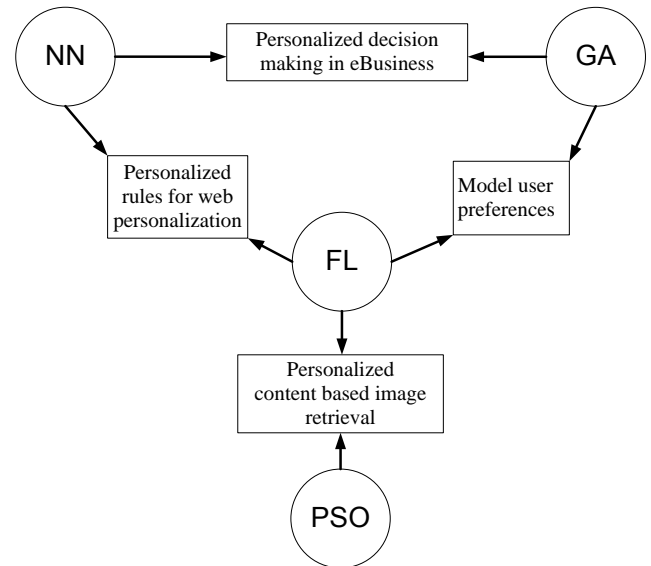 NN
Personalized decision
making in eBusiness
GA
Personalized
rules for web
personalization
Model user
preferences
FL
Personalized
content based image
retrieval
PSO